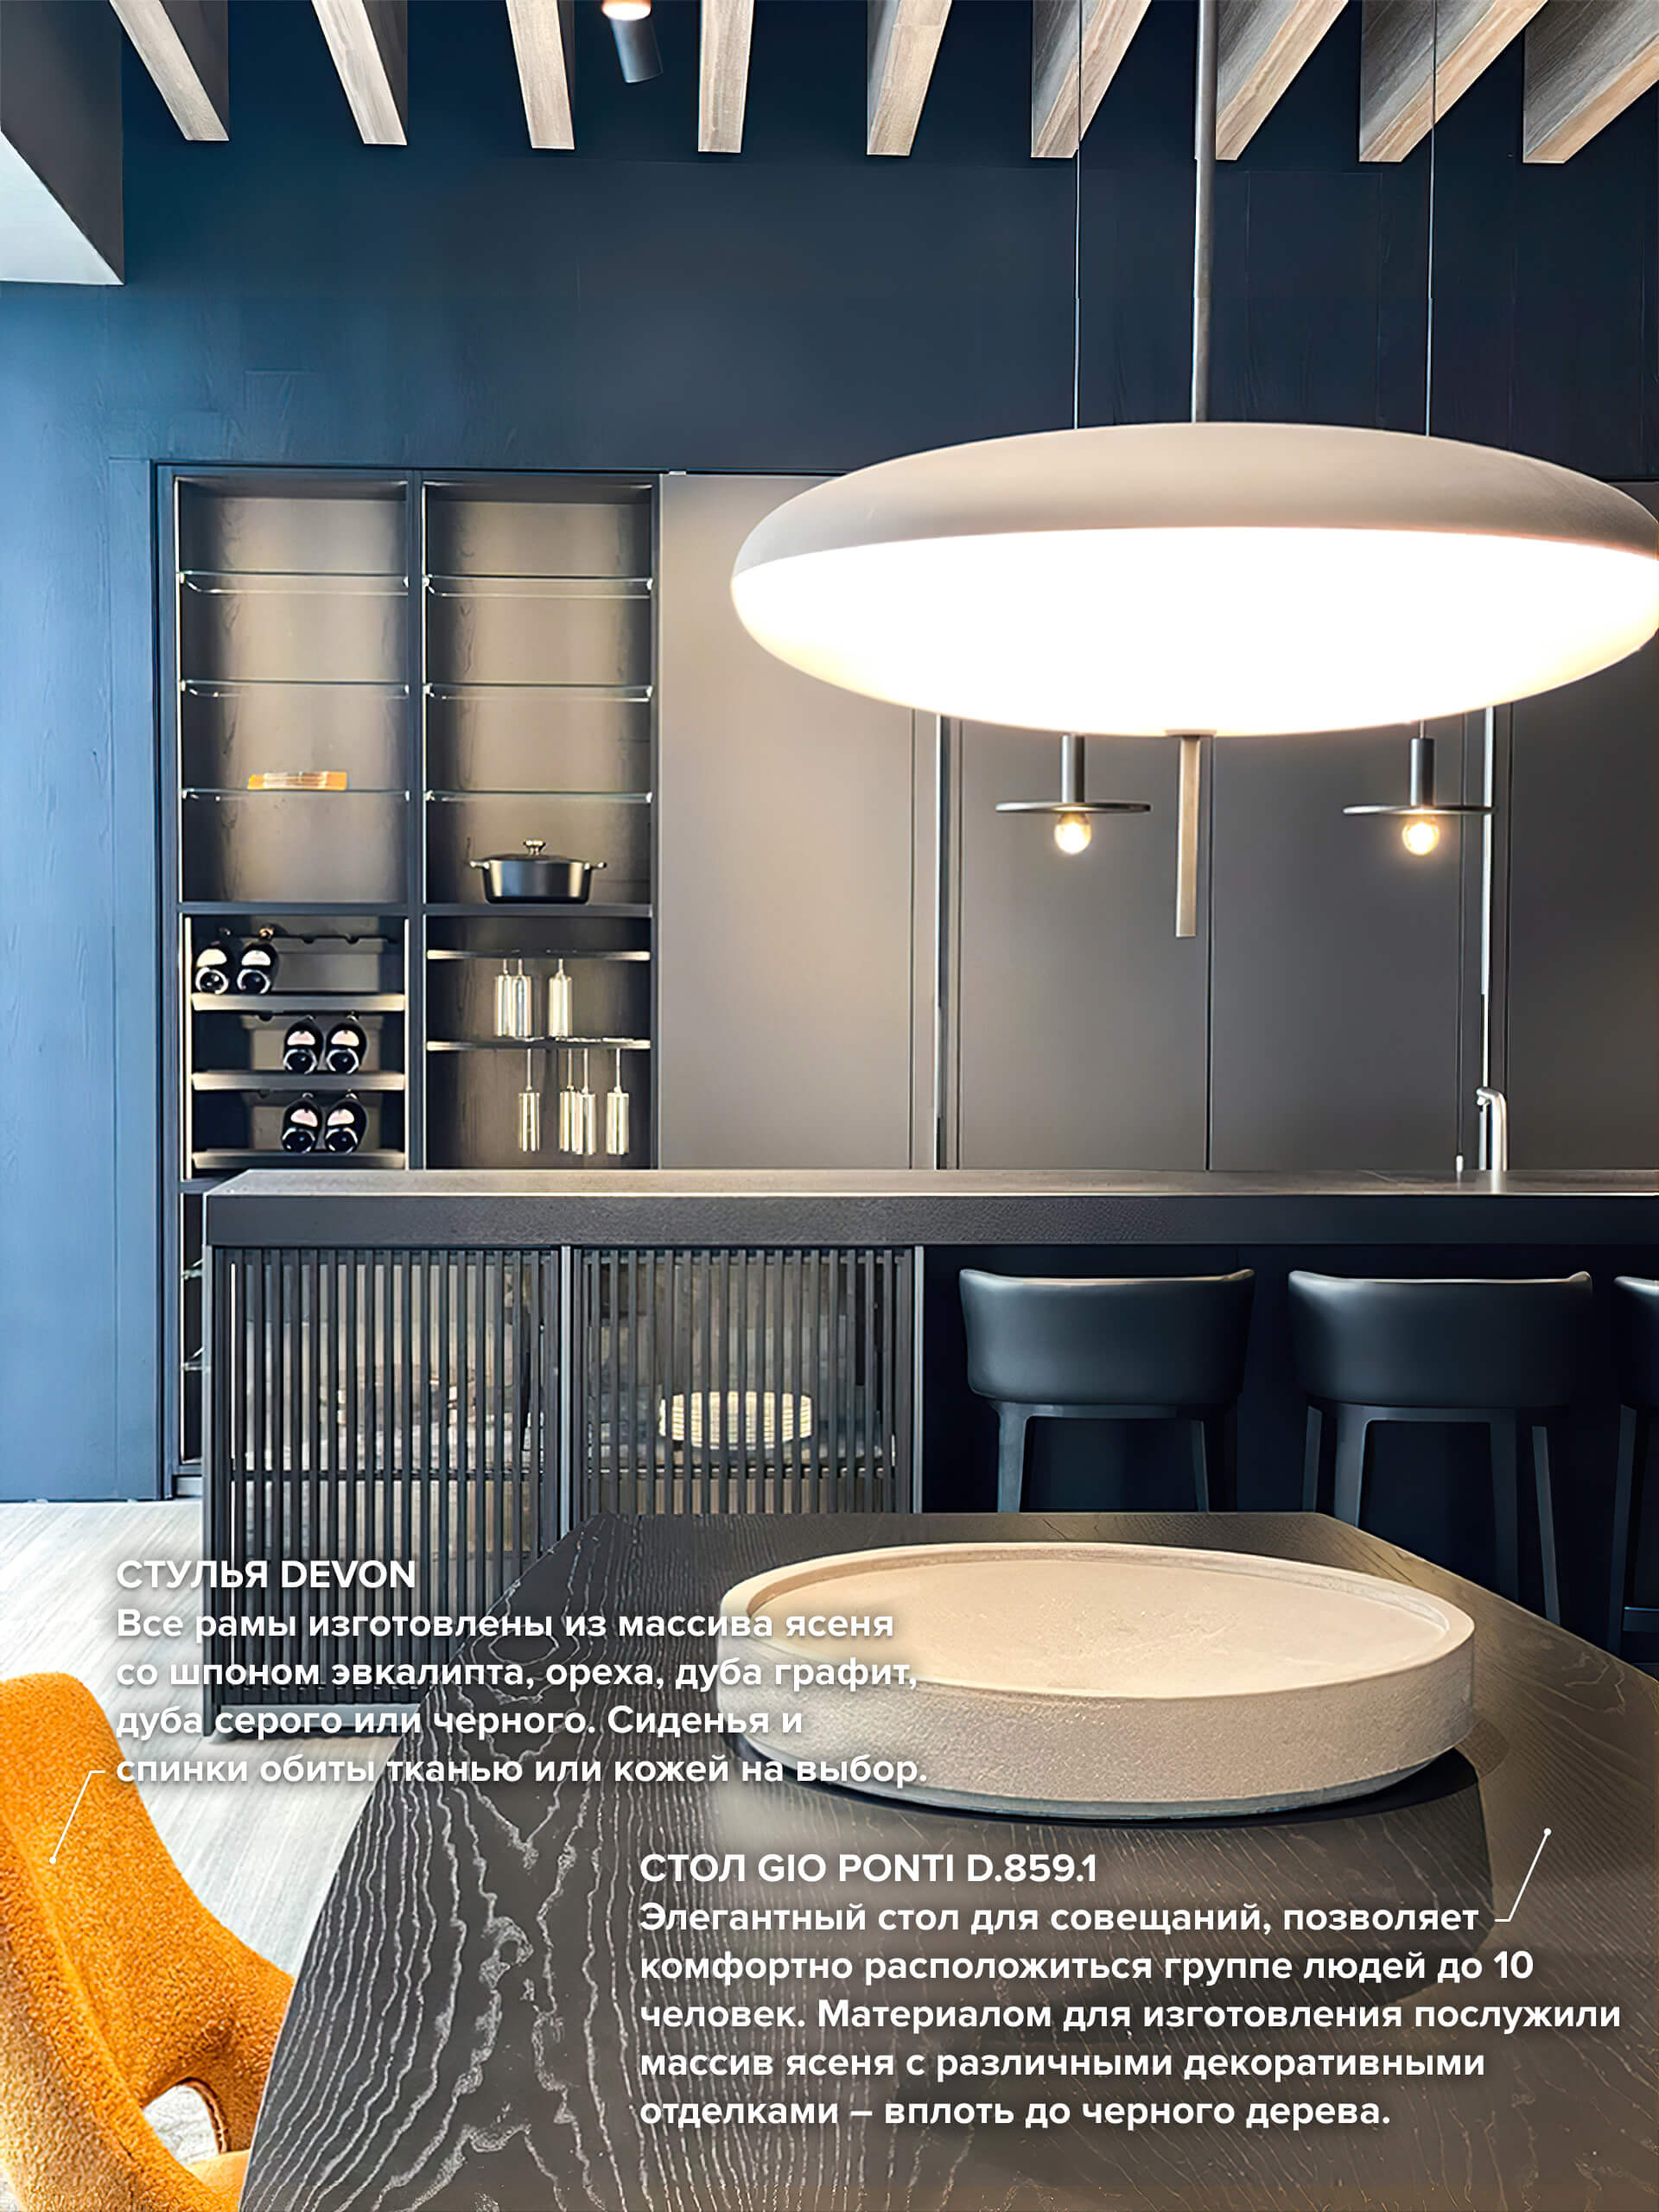 СТУЛЬЯ DEVON
Все рамы изготовлены из массива ясеня
со шпоном эвкалипта, ореха, дуба графит,
дуба серого или черного. Сиденья и
спинки обиты тканью или кожей на выбор.
СТОЛ GIO PONTI D.859.1
Элегантный стол для совещаний, позволяет
комфортно расположиться группе людей до 10
человек. Материалом для изготовления послужили
массив ясеня с различными декоративными
отделками – вплоть до черного дерева.